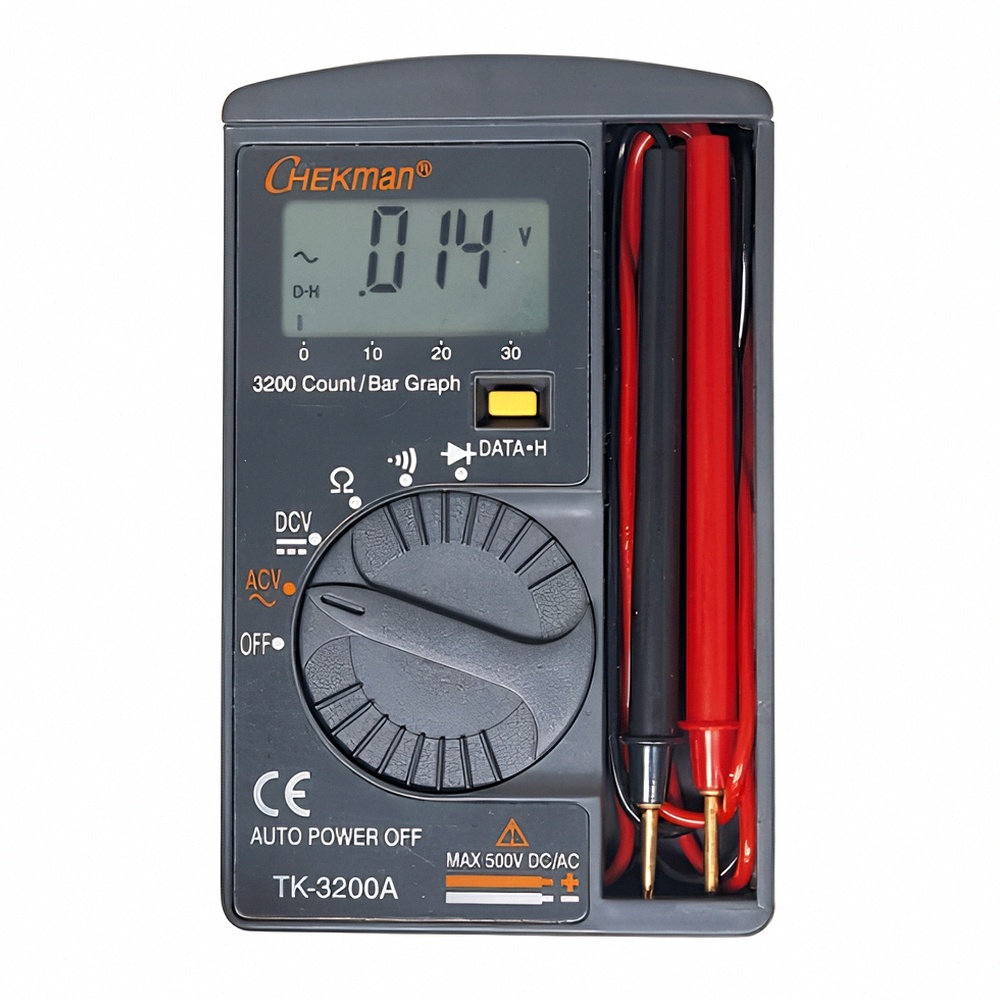 CHEKMAN®
.014 V
~
D-H
0 10 20 30
3200 Count/Bar Graph
DATA•H
Ω
DCV
ACV
~
OFF
CE
AUTO POWER OFF
TK-3200A
MAX 500V DC/AC
+
-